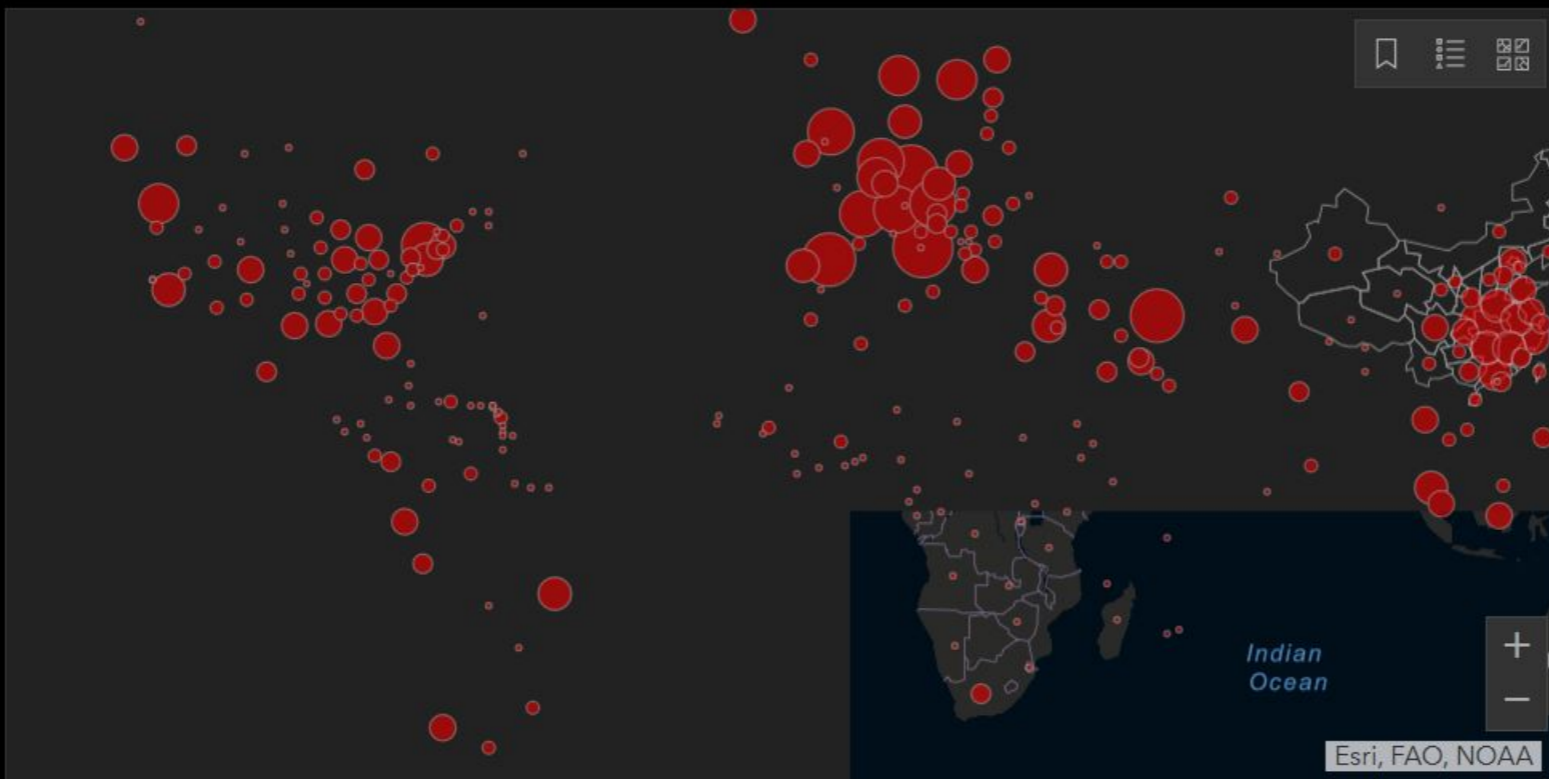 Indian
Ocean
+
−
Esri, FAO, NOAA